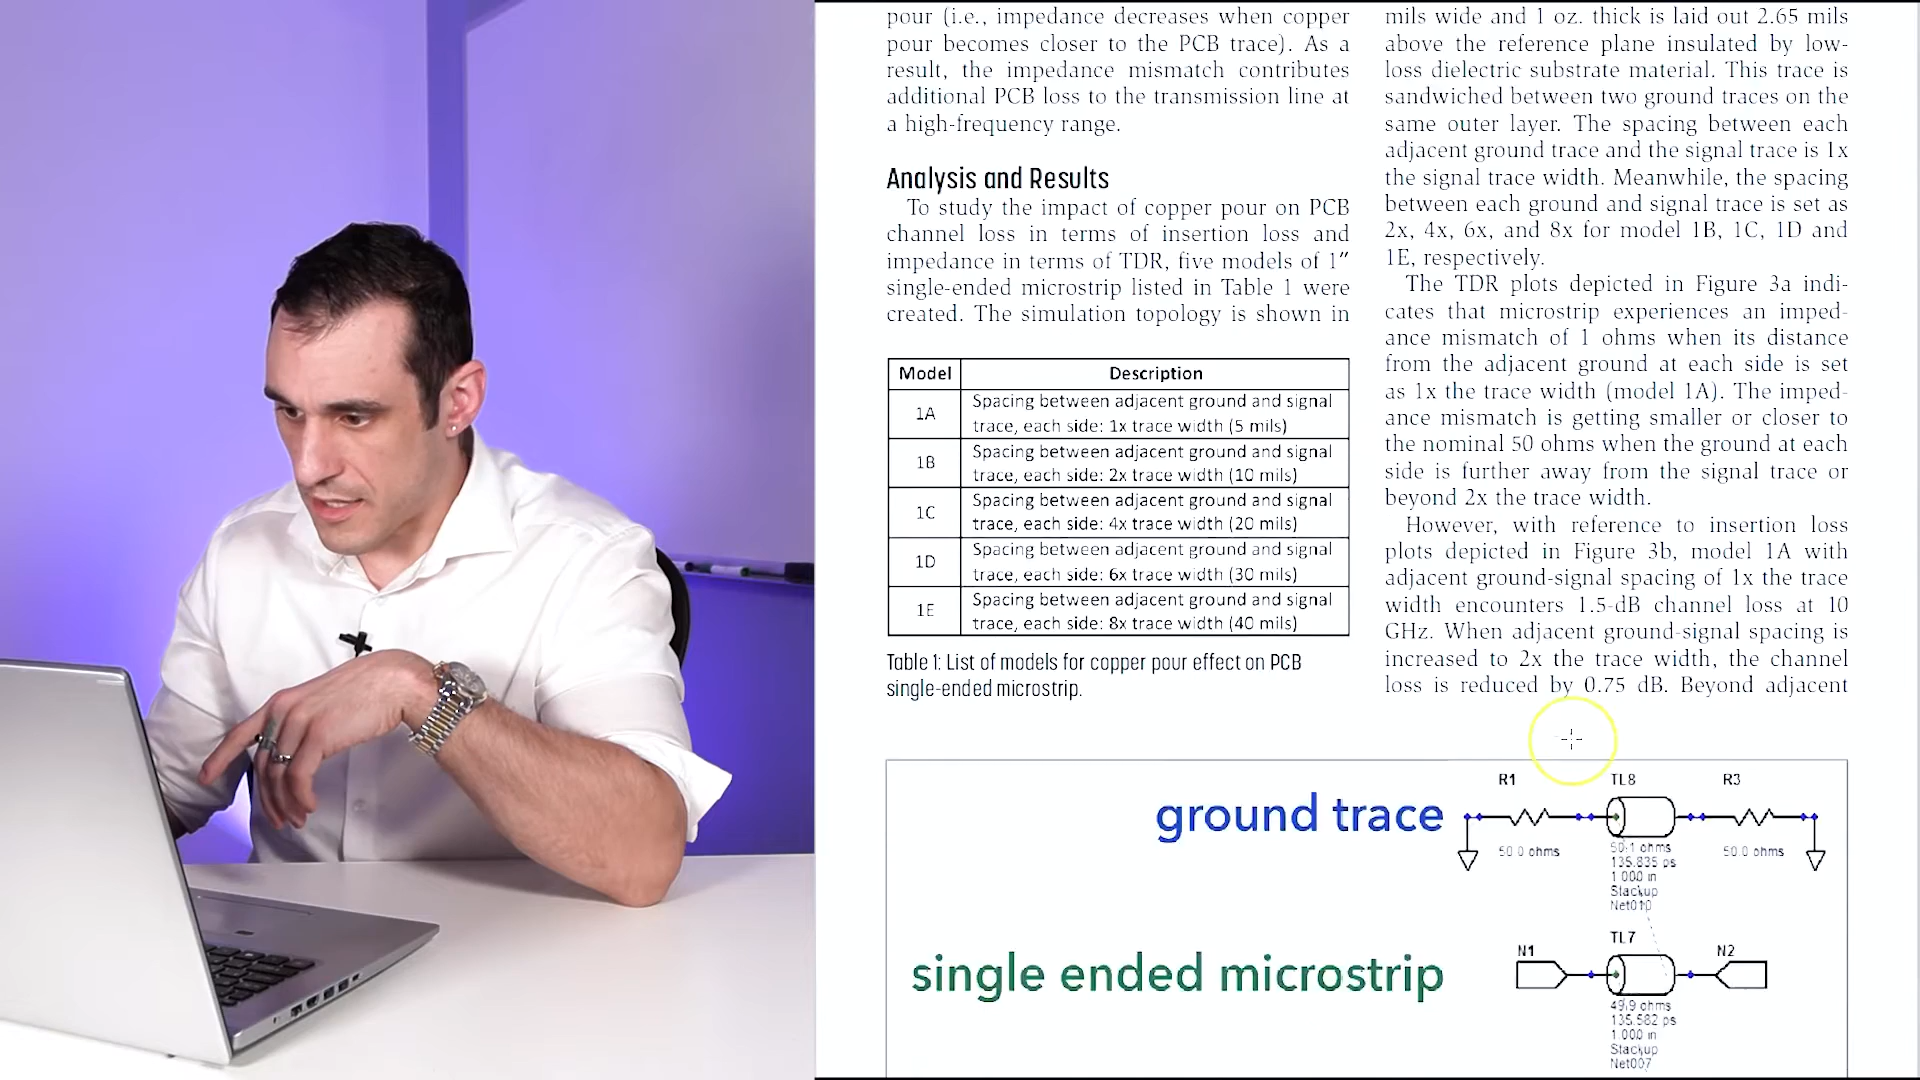 pour (i.e., impedance decreases when copper
pour becomes closer to the PCB trace). As a
result, the impedance mismatch contributes
additional PCB loss to the transmission line at
a high-frequency range.
Analysis and Results
To study the impact of copper pour on PCB
channel loss in terms of insertion loss and
impedance in terms of TDR, five models of 1″
single-ended microstrip listed in Table 1 were
created. The simulation topology is shown in
Model Description
1A Spacing between adjacent ground and signal
trace, each side: 1x trace width (5 mils)
1B Spacing between adjacent ground and signal
trace, each side: 2x trace width (10 mils)
1C Spacing between adjacent ground and signal
trace, each side: 4x trace width (20 mils)
1D Spacing between adjacent ground and signal
trace, each side: 6x trace width (30 mils)
1E Spacing between adjacent ground and signal
trace, each side: 8x trace width (40 mils)
Table 1: List of models for copper pour effect on PCB
single-ended microstrip.
mils wide and 1 oz. thick is laid out 2.65 mils
above the reference plane insulated by low-
loss dielectric substrate material. This trace is
sandwiched between two ground traces on the
same outer layer. The spacing between each
adjacent ground trace and the signal trace is 1x
the signal trace width. Meanwhile, the spacing
between each ground and signal trace is set as
2x, 4x, 6x, and 8x for model 1B, 1C, 1D and
1E, respectively.
The TDR plots depicted in Figure 3a indi-
cates that microstrip experiences an imped-
ance mismatch of 1 ohms when its distance
from the adjacent ground at each side is set
as 1x the trace width (model 1A). The imped-
ance mismatch is getting smaller or closer to
the nominal 50 ohms when the ground at each
side is further away from the signal trace or
beyond 2x the trace width.
However, with reference to insertion loss
plots depicted in Figure 3b, model 1A with
adjacent ground-signal spacing of 1x the trace
width encounters 1.5-dB channel loss at 10
GHz. When adjacent ground-signal spacing is
increased to 2x the trace width, the channel
loss is reduced by 0.75 dB. Beyond adjacent
ground trace
R1 TL8 R3
50.0 ohms
50.1 ohms
135.835 ps
1.000 in
Stackup
Net010
50.0 ohms
single ended microstrip
N1 TL7 N2
49.9 ohms
135.582 ps
1.000 in
Stackup
Net007